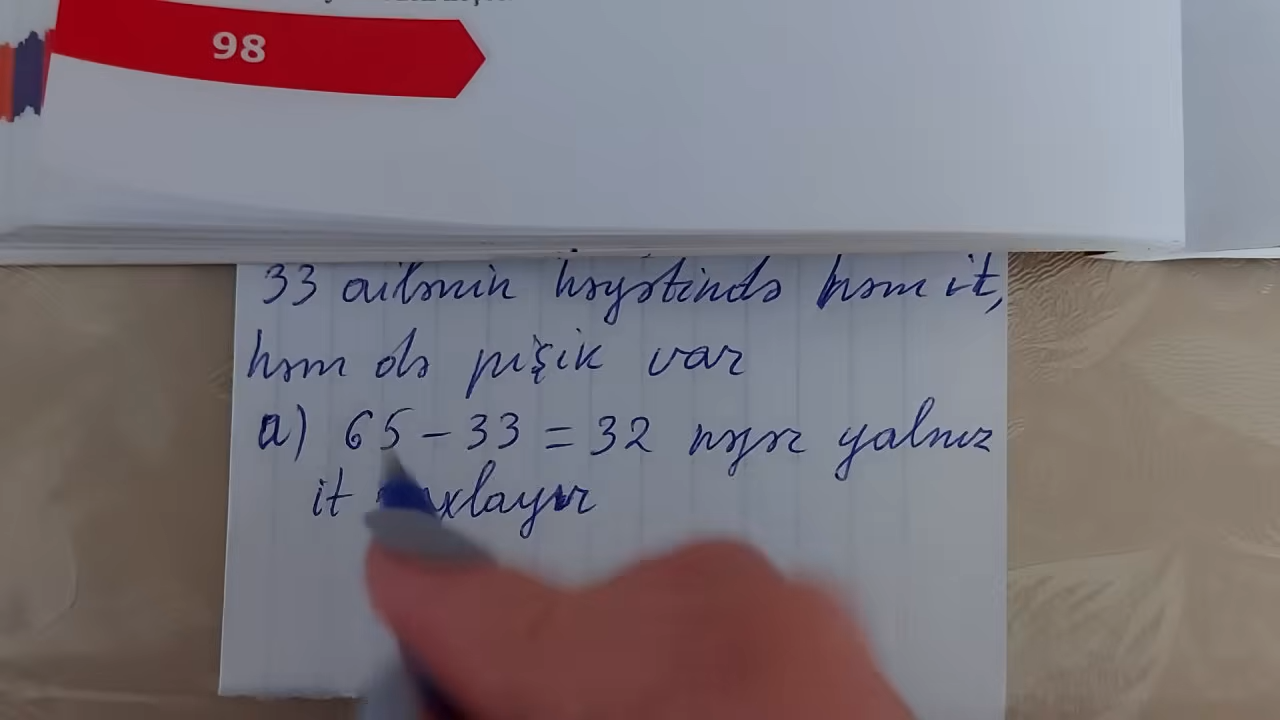 98
33 ailənin həyətində həm it,
həm də pişik var
a) 65 - 33 = 32 nəfər yalnız
it